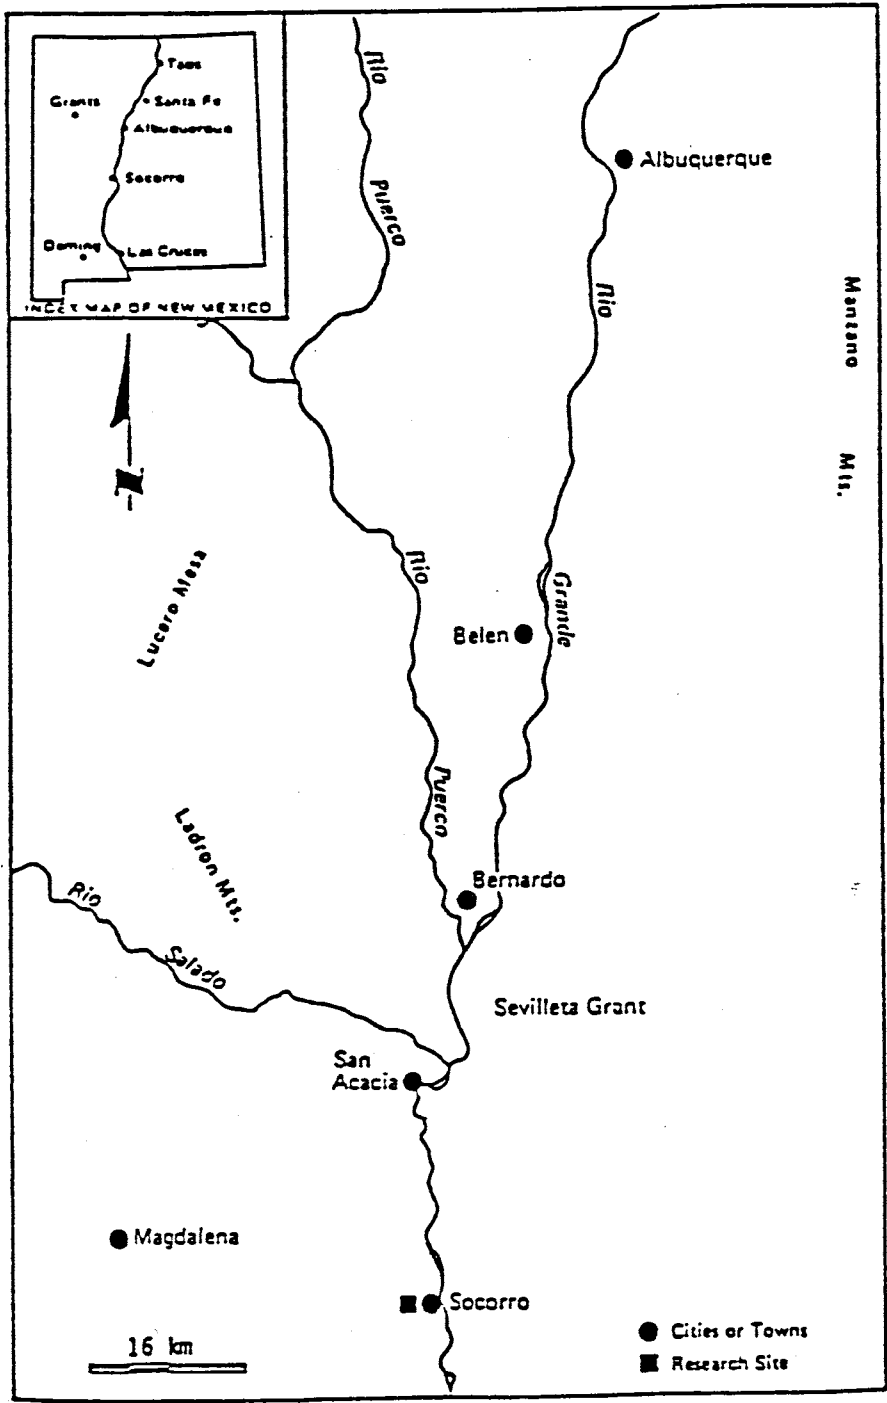 Taos
Grants
Santa Fe
Albuquerque
Socorro
Deming
Las Cruces
INDEX MAP OF NEW MEXICO
Rio
Puerco
Albuquerque
Rio
Manzano
Mts.
N
Lucero Mesa
Rio
Grande
Belen
Puerco
Ladron Mts.
Bernardo
Rio
Salado
Sevilleta Grant
San
Acacia
Magdalena
Socorro
16 km
Cities or Towns
Research Site